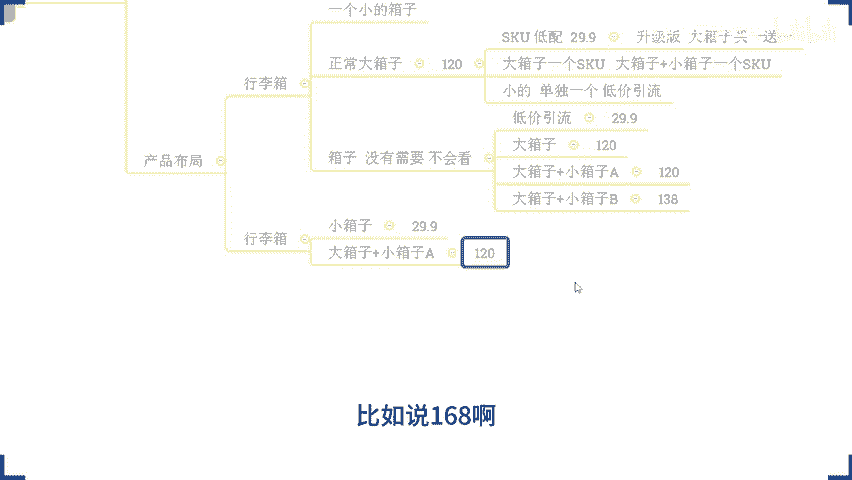 一个小的箱子
SKU 低配 29.9 升级版 大箱子买一送
正常大箱子 120 大箱子一个SKU 大箱子+小箱子一个SKU
行李箱
小的 单独一个 低价引流
低价引流 29.9
大箱子 120
产品布局 箱子 没有需要 不会看
大箱子+小箱子A 120
大箱子+小箱子B 138
小箱子 29.9
行李箱
大箱子+小箱子A 120
比如说168啊